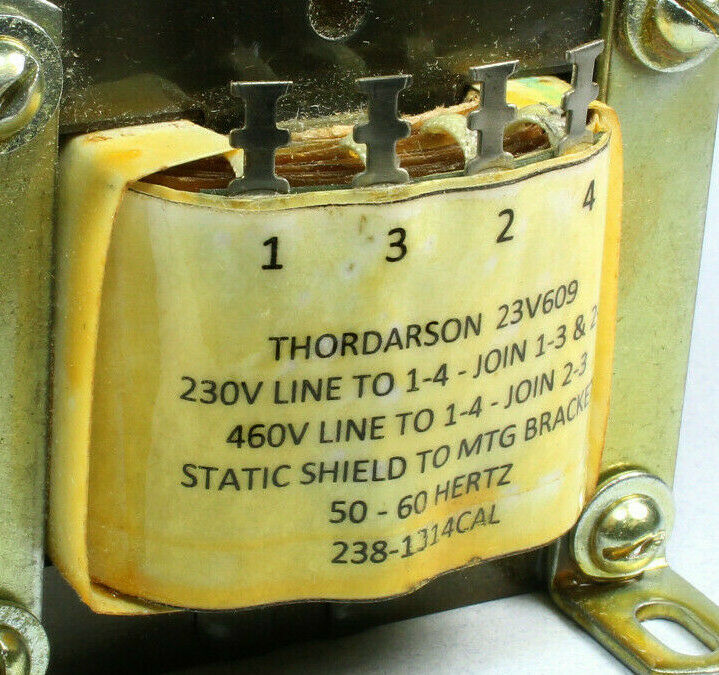 1 3 2 4
THORDARSON 23V609
230V LINE TO 1-4 - JOIN 1-3 & 2-
460V LINE TO 1-4 - JOIN 2-3
STATIC SHIELD TO MTG BRACKET
50 - 60 HERTZ
238-1314CAL